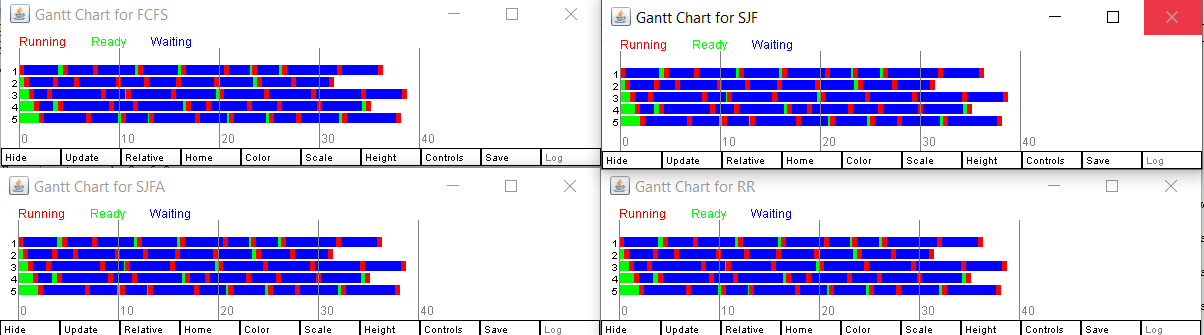 Gantt Chart for FCFS
Running Ready Waiting
1
2
3
4
5
0 10 20 30 40
Hide Update Relative Home Color Scale Height Controls Save Log
Gantt Chart for SJF
Running Ready Waiting
1
2
3
4
5
0 10 20 30 40
Hide Update Relative Home Color Scale Height Controls Save Log
Gantt Chart for SJFA
Running Ready Waiting
1
2
3
4
5
0 10 20 30 40
Hide Update Relative Home Color Scale Height Controls Save Log
Gantt Chart for RR
Running Ready Waiting
1
2
3
4
5
0 10 20 30 40
Hide Update Relative Home Color Scale Height Controls Save Log